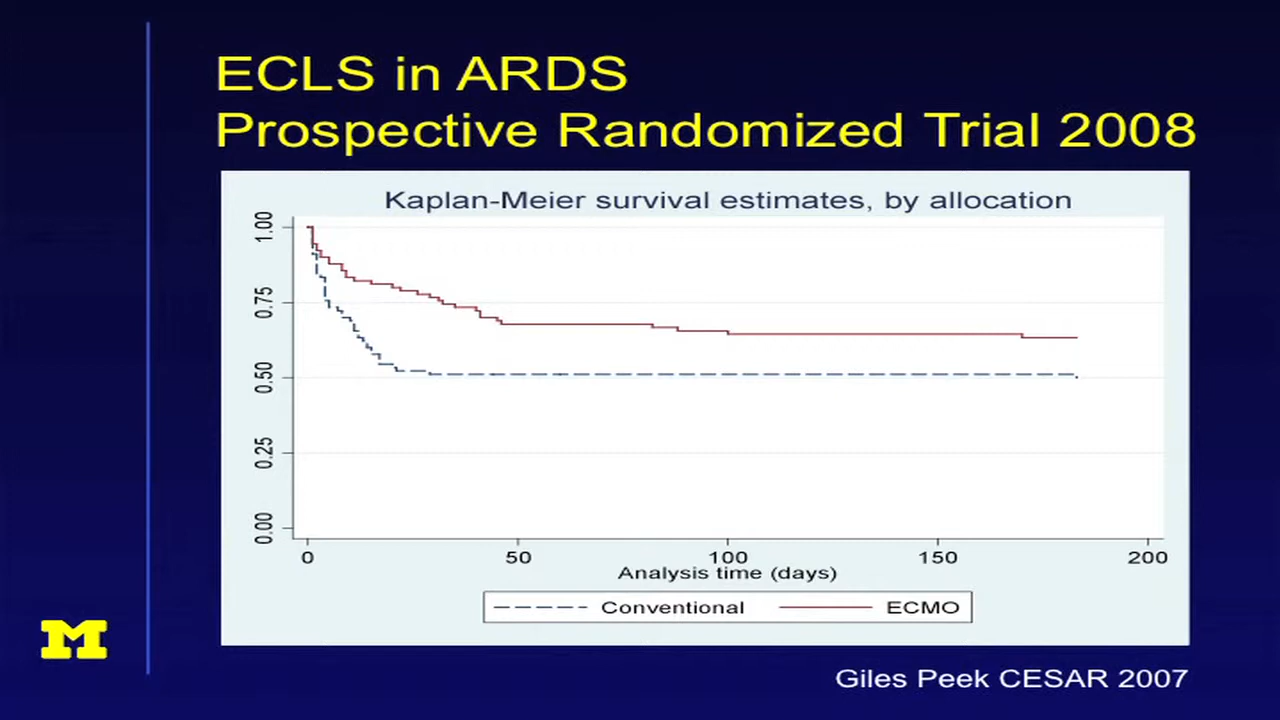 ECLS in ARDS
Prospective Randomized Trial 2008
Kaplan-Meier survival estimates, by allocation
1.00
0.75
0.50
0.25
0.00
0 50 100 150 200
Analysis time (days)
Conventional ECMO
M
Giles Peek CESAR 2007